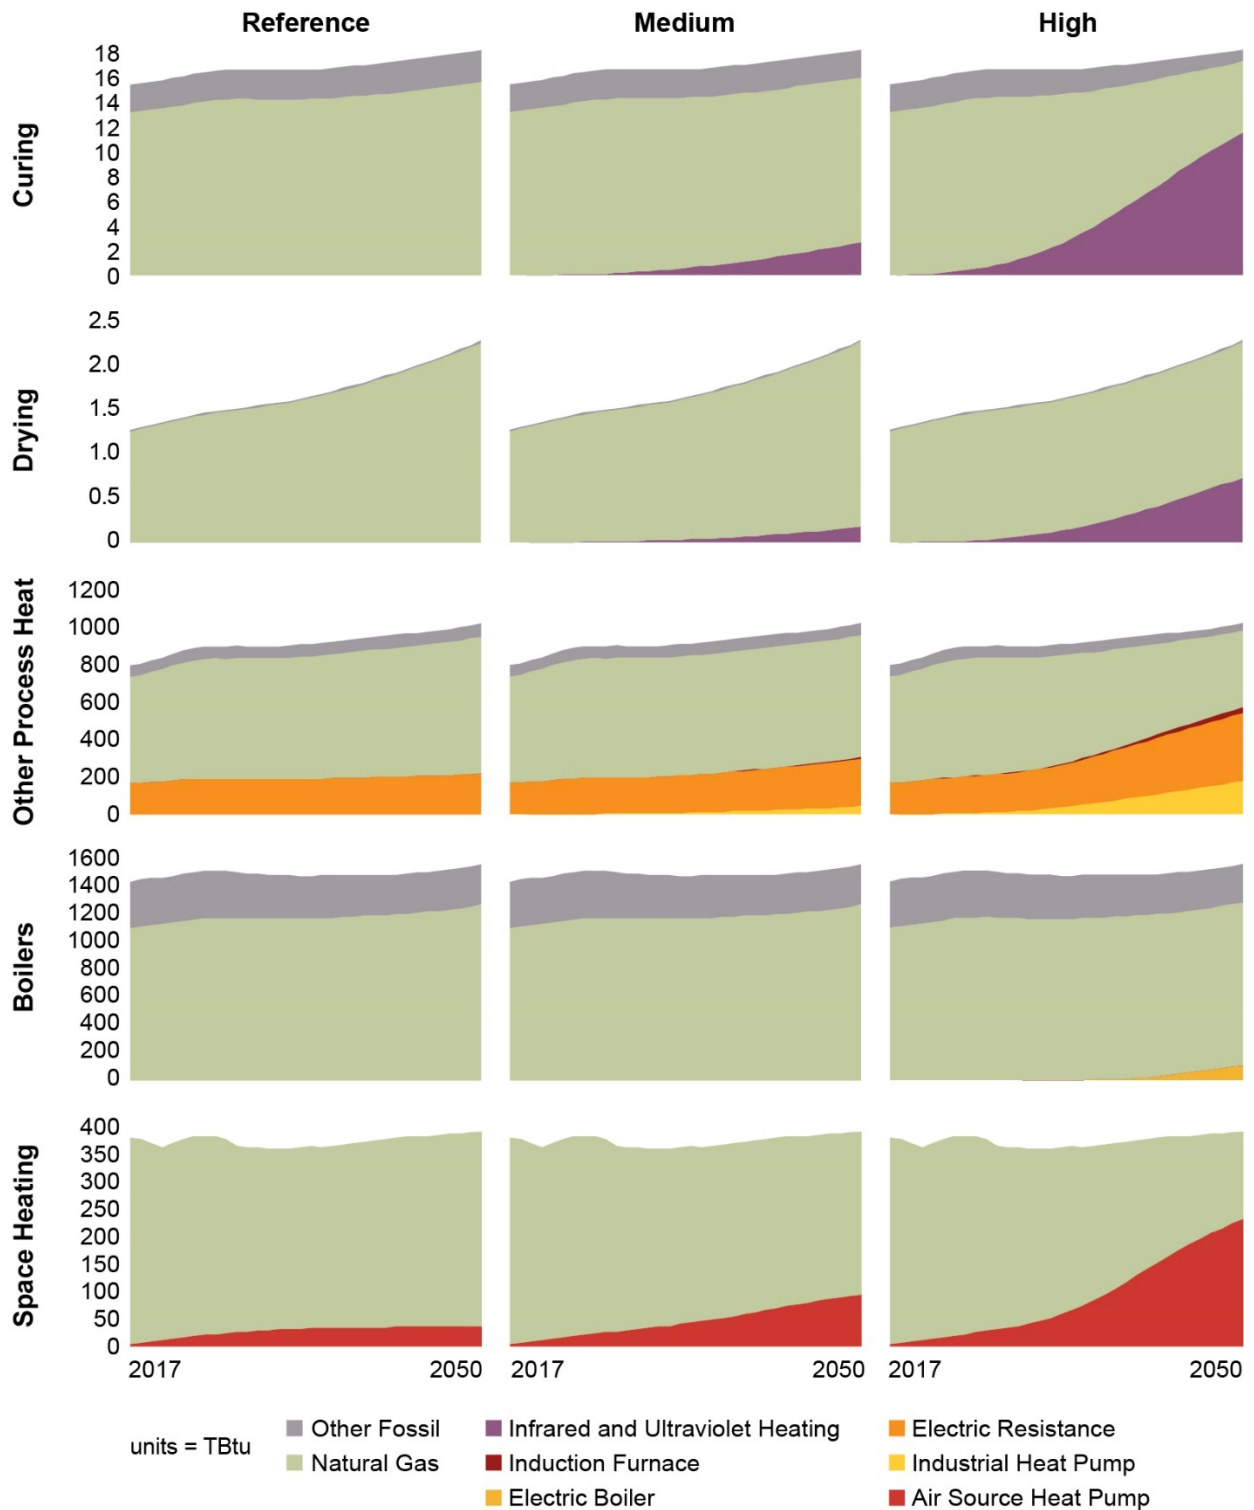 Reference Medium High
Curing
18
16
14
12
10
8
6
4
2
0
Drying
2.5
2.0
1.5
1.0
0.5
0
Other Process Heat
1200
1000
800
600
400
200
0
Boilers
1600
1400
1200
1000
800
600
400
200
0
Space Heating
400
350
300
250
200
150
100
50
0
2017 2050 2017 2050 2017 2050
units = TBtu
Other Fossil
Natural Gas
Infrared and Ultraviolet Heating
Induction Furnace
Electric Boiler
Electric Resistance
Industrial Heat Pump
Air Source Heat Pump